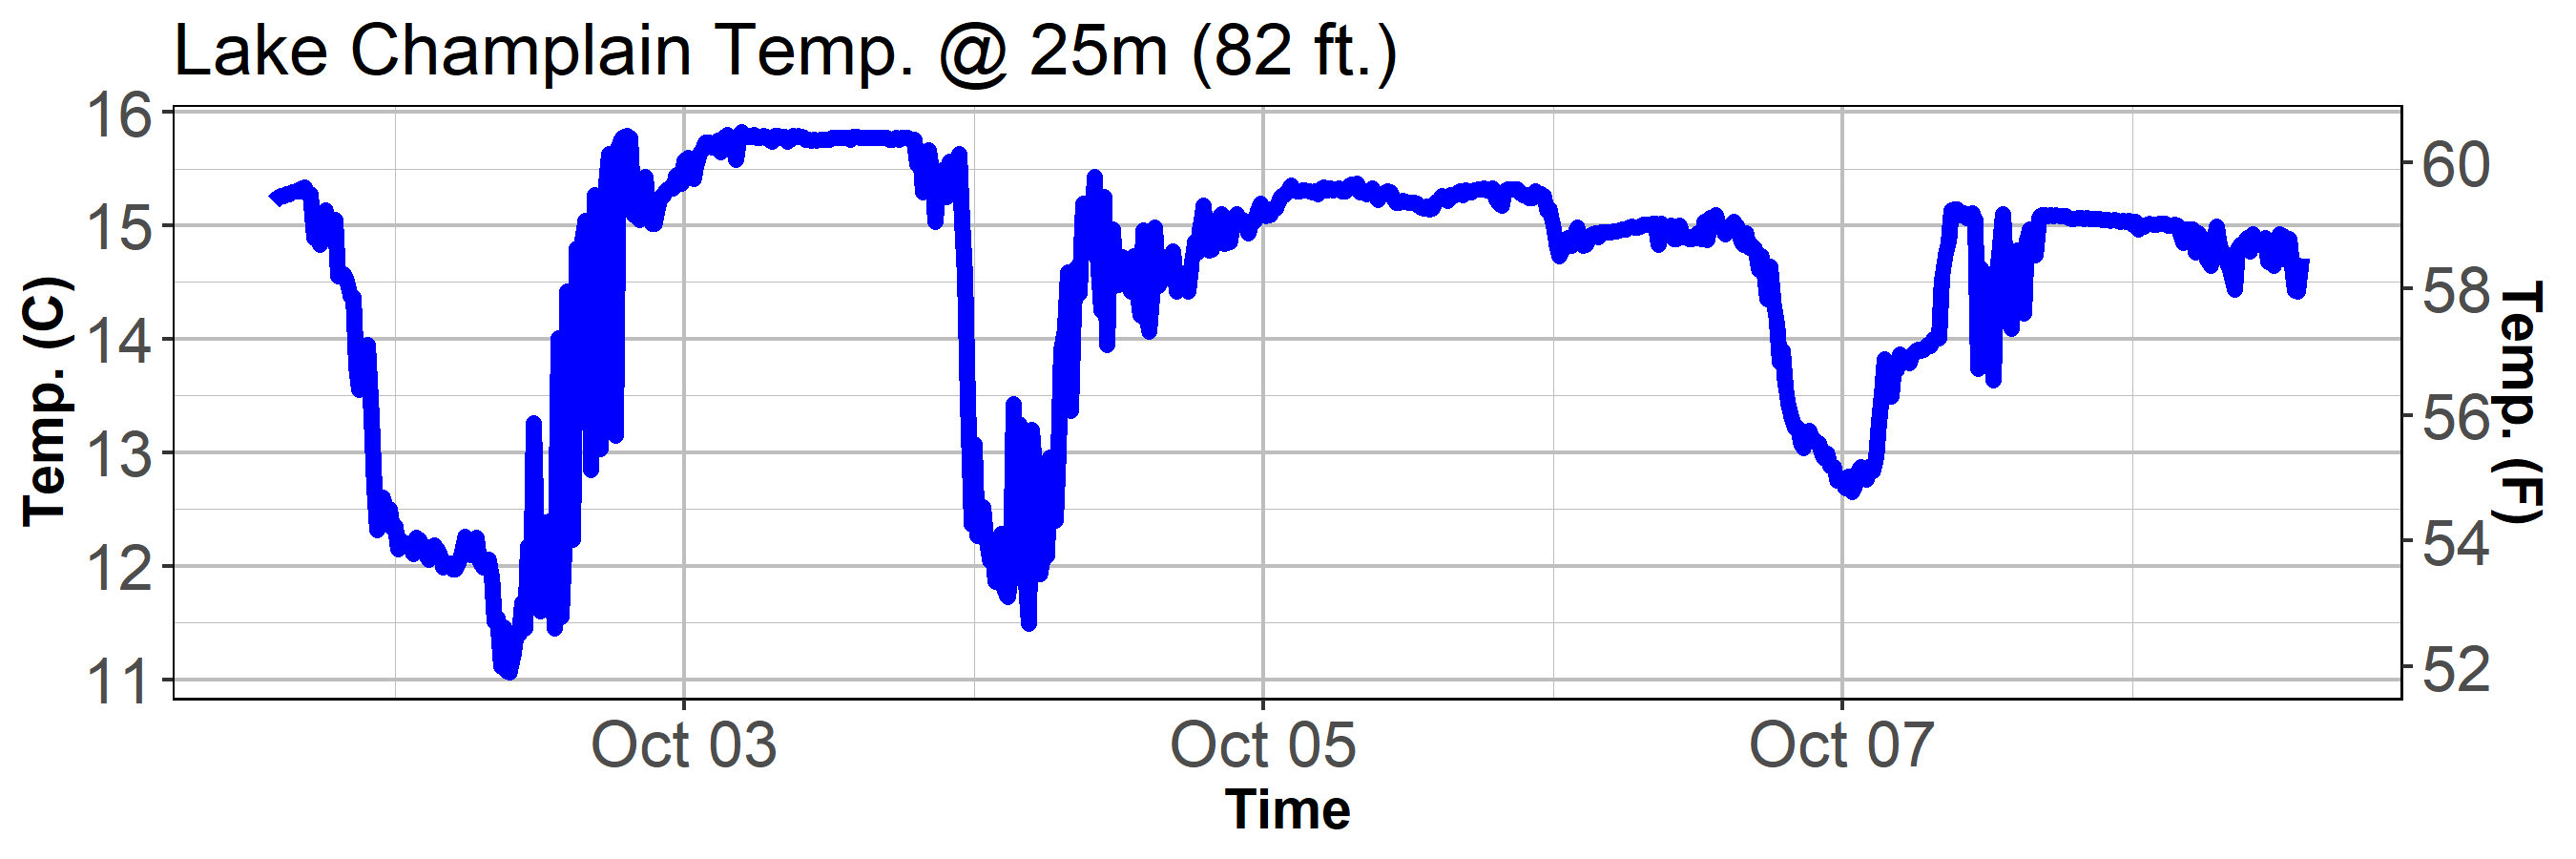 Lake Champlain Temp. @ 25m (82 ft.)
16
15
14
13
12
11
Temp. (C)
60
58
56
54
52
Temp. (F)
Oct 03 Oct 05 Oct 07
Time